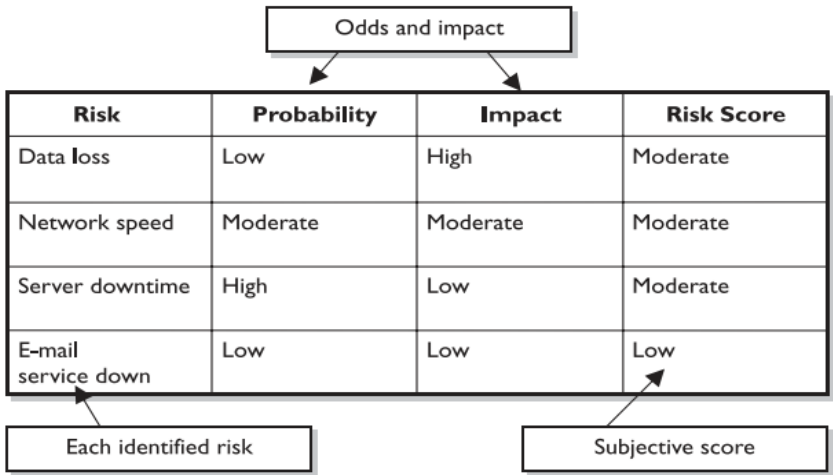 Odds and impact
Risk Probability Impact Risk Score
Data loss Low High Moderate
Network speed Moderate Moderate Moderate
Server downtime High Low Moderate
E-mail Low Low Low
service down
Each identified risk Subjective score